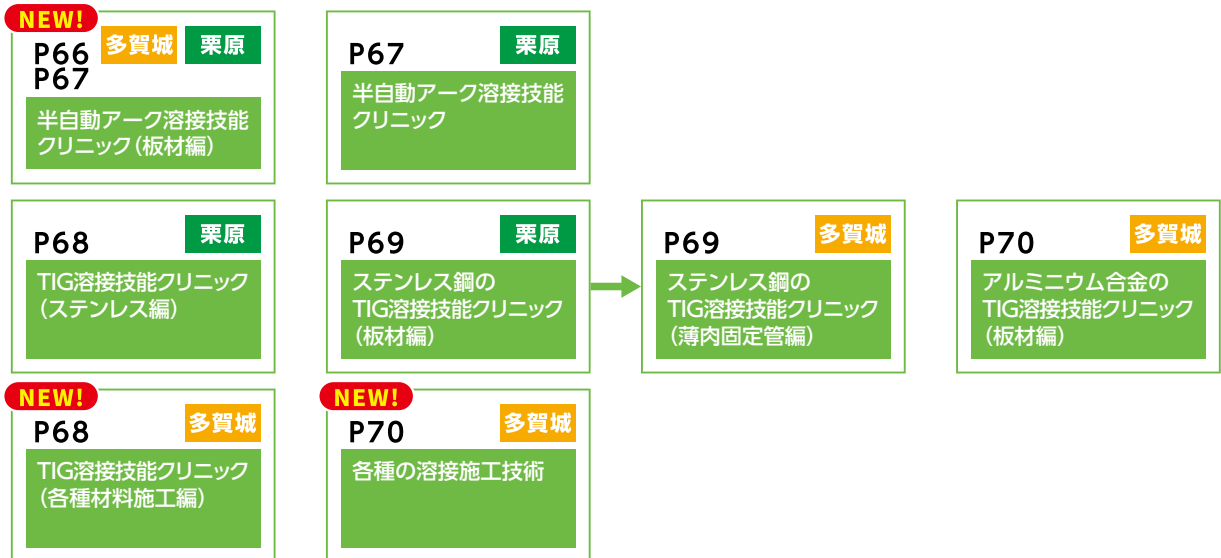 NEW!
P66 多賀城 栗原
P67
半自動アーク溶接技能
クリニック（板材編）
P67 栗原
半自動アーク溶接技能
クリニック
P68 栗原
TIG溶接技能クリニック
（ステンレス編）
P69 栗原
ステンレス鋼の
TIG溶接技能クリニック
（板材編）
P69 多賀城
ステンレス鋼の
TIG溶接技能クリニック
（薄肉固定管編）
P70 多賀城
アルミニウム合金の
TIG溶接技能クリニック
（板材編）
NEW!
P68 多賀城
TIG溶接技能クリニック
（各種材料施工編）
NEW!
P70 多賀城
各種の溶接施工技術